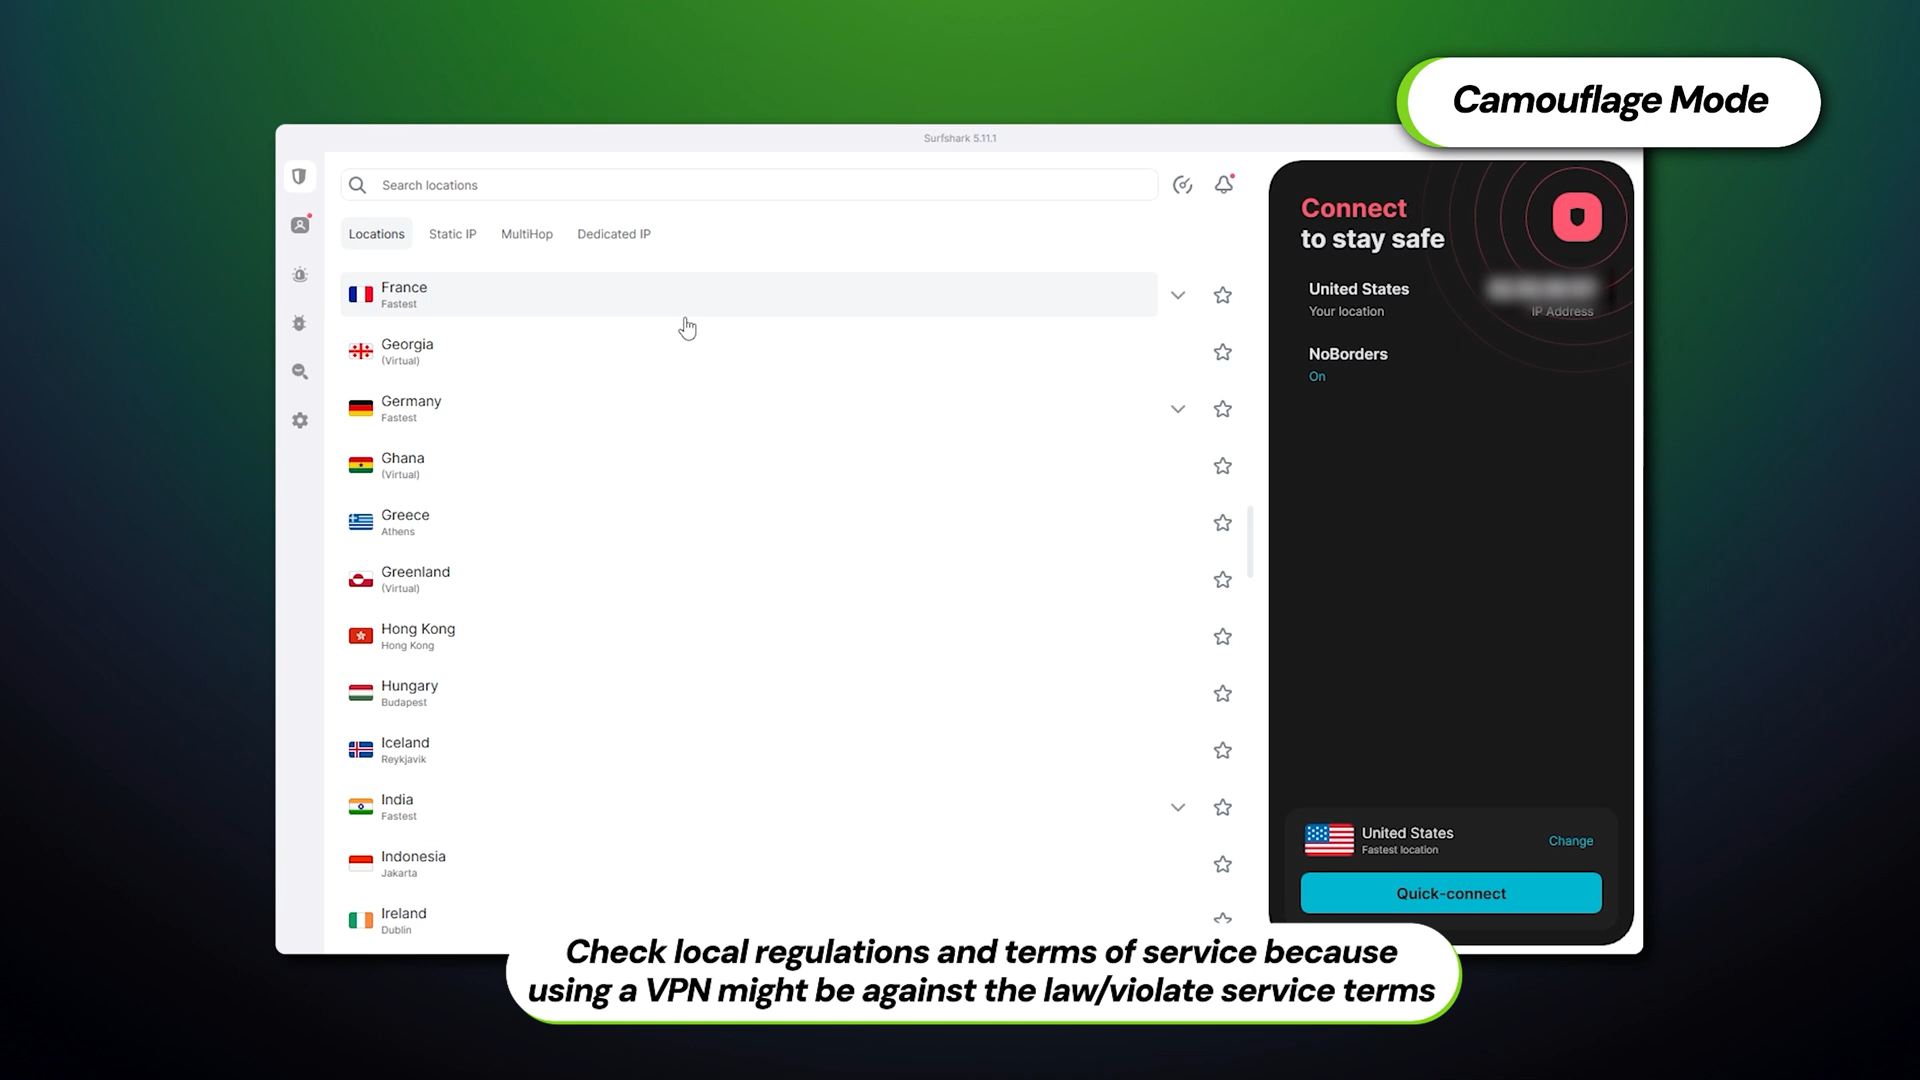 Camouflage Mode
Surfshark 5.11.1
Search locations
Locations
Static IP
MultiHop
Dedicated IP
France
Fastest
Georgia
(Virtual)
Germany
Fastest
Ghana
(Virtual)
Greece
Athens
Greenland
(Virtual)
Hong Kong
Hong Kong
Hungary
Budapest
Iceland
Reykjavik
India
Fastest
Indonesia
Jakarta
Ireland
Dublin
Connect
to stay safe
United States
Your location
IP Address
NoBorders
On
United States
Fastest location
Change
Quick-connect
Check local regulations and terms of service because
using a VPN might be against the law/violate service terms